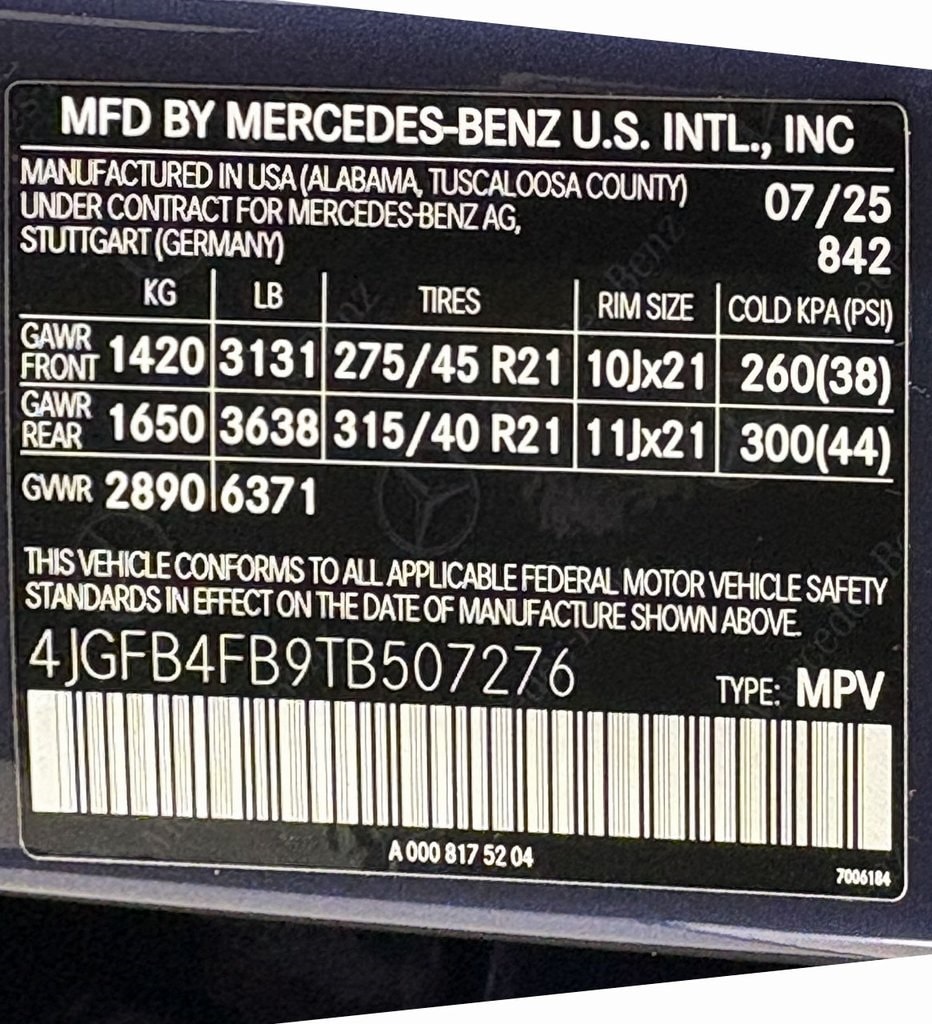 MFD BY MERCEDES-BENZ U.S. INTL., INC
MANUFACTURED IN USA (ALABAMA, TUSCALOOSA COUNTY)
UNDER CONTRACT FOR MERCEDES-BENZ AG,
STUTTGART (GERMANY)
07/25
842
KG LB TIRES RIM SIZE COLD KPA (PSI)
GAWR FRONT 1420 3131 275/45 R21 10Jx21 260(38)
GAWR REAR 1650 3638 315/40 R21 11Jx21 300(44)
GVWR 2890 6371
THIS VEHICLE CONFORMS TO ALL APPLICABLE FEDERAL MOTOR VEHICLE SAFETY
STANDARDS IN EFFECT ON THE DATE OF MANUFACTURE SHOWN ABOVE.
4JGFB4FB9TB507276 TYPE: MPV
A 000 817 52 04
7006184